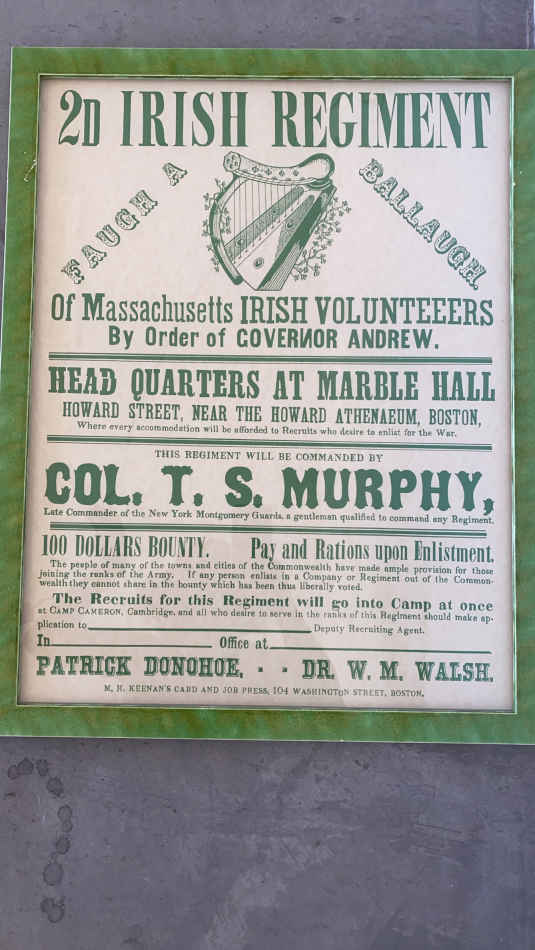 2D IRISH REGIMENT
FAUGH A BALLAUGH.
Of Massachusetts IRISH VOLUNTEEERS
By Order of GOVERNOR ANDREW.
HEAD QUARTERS AT MARBLE HALL
HOWARD STREET, NEAR THE HOWARD ATHENAEUM, BOSTON,
Where every accommodation will be afforded to Recruits who desire to enlist for the War.
THIS REGIMENT WILL BE COMMANDED BY
COL. T. S. MURPHY,
Late Commander of the New York Montgomery Guards, a gentleman qualified to command any Regiment.
100 DOLLARS BOUNTY. Pay and Rations upon Enlistment.
The people of many of the towns and cities of the Commonwealth have made ample provision for those
joining the ranks of the Army. If any person enlists in a Company or Regiment out of the Common-
wealth they cannot share in the bounty which has been thus liberally voted.
The Recruits for this Regiment will go into Camp at once
at CAMP CAMERON, Cambridge, and all who desire to serve in the ranks of this Regiment should make ap-
plication to Deputy Recruiting Agent.
In Office at
PATRICK DONOHOE, - - DR. W. M. WALSH.
M. H. KEENAN'S CARD AND JOB PRESS, 104 WASHINGTON STREET, BOSTON.